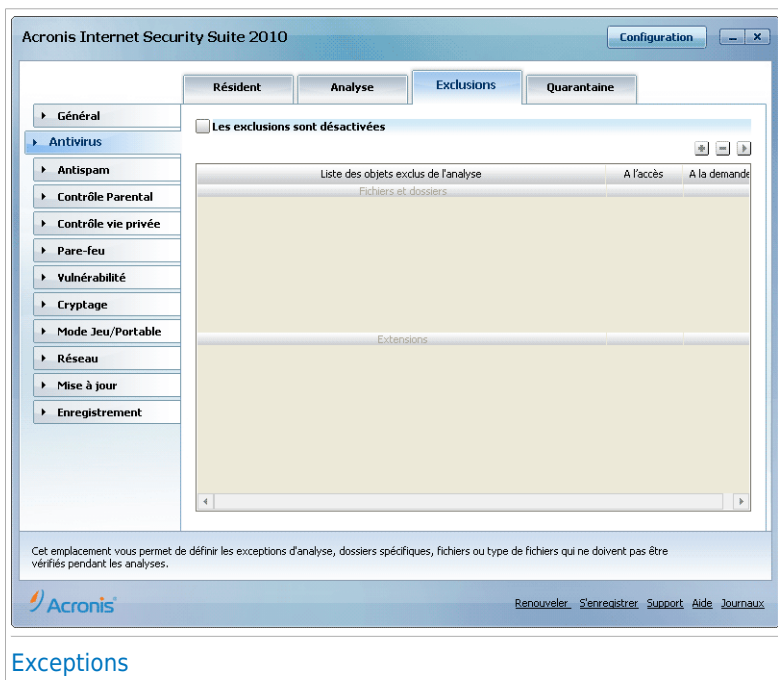 Acronis Internet Security Suite 2010
Configuration
Résident
Analyse
Exclusions
Quarantaine
Général
Antivirus
Antispam
Contrôle Parental
Contrôle vie privée
Pare-feu
Vulnérabilité
Cryptage
Mode Jeu/Portable
Réseau
Mise à jour
Enregistrement
Les exclusions sont désactivées
Liste des objets exclus de l'analyse
A l'accès
A la demande
Fichiers et dossiers
Extensions
Cet emplacement vous permet de définir les exceptions d'analyse, dossiers spécifiques, fichiers ou type de fichiers qui ne doivent pas être
vérifiés pendant les analyses.
Acronis
Renouveler S'enregistrer Support Aide Journaux
Exceptions